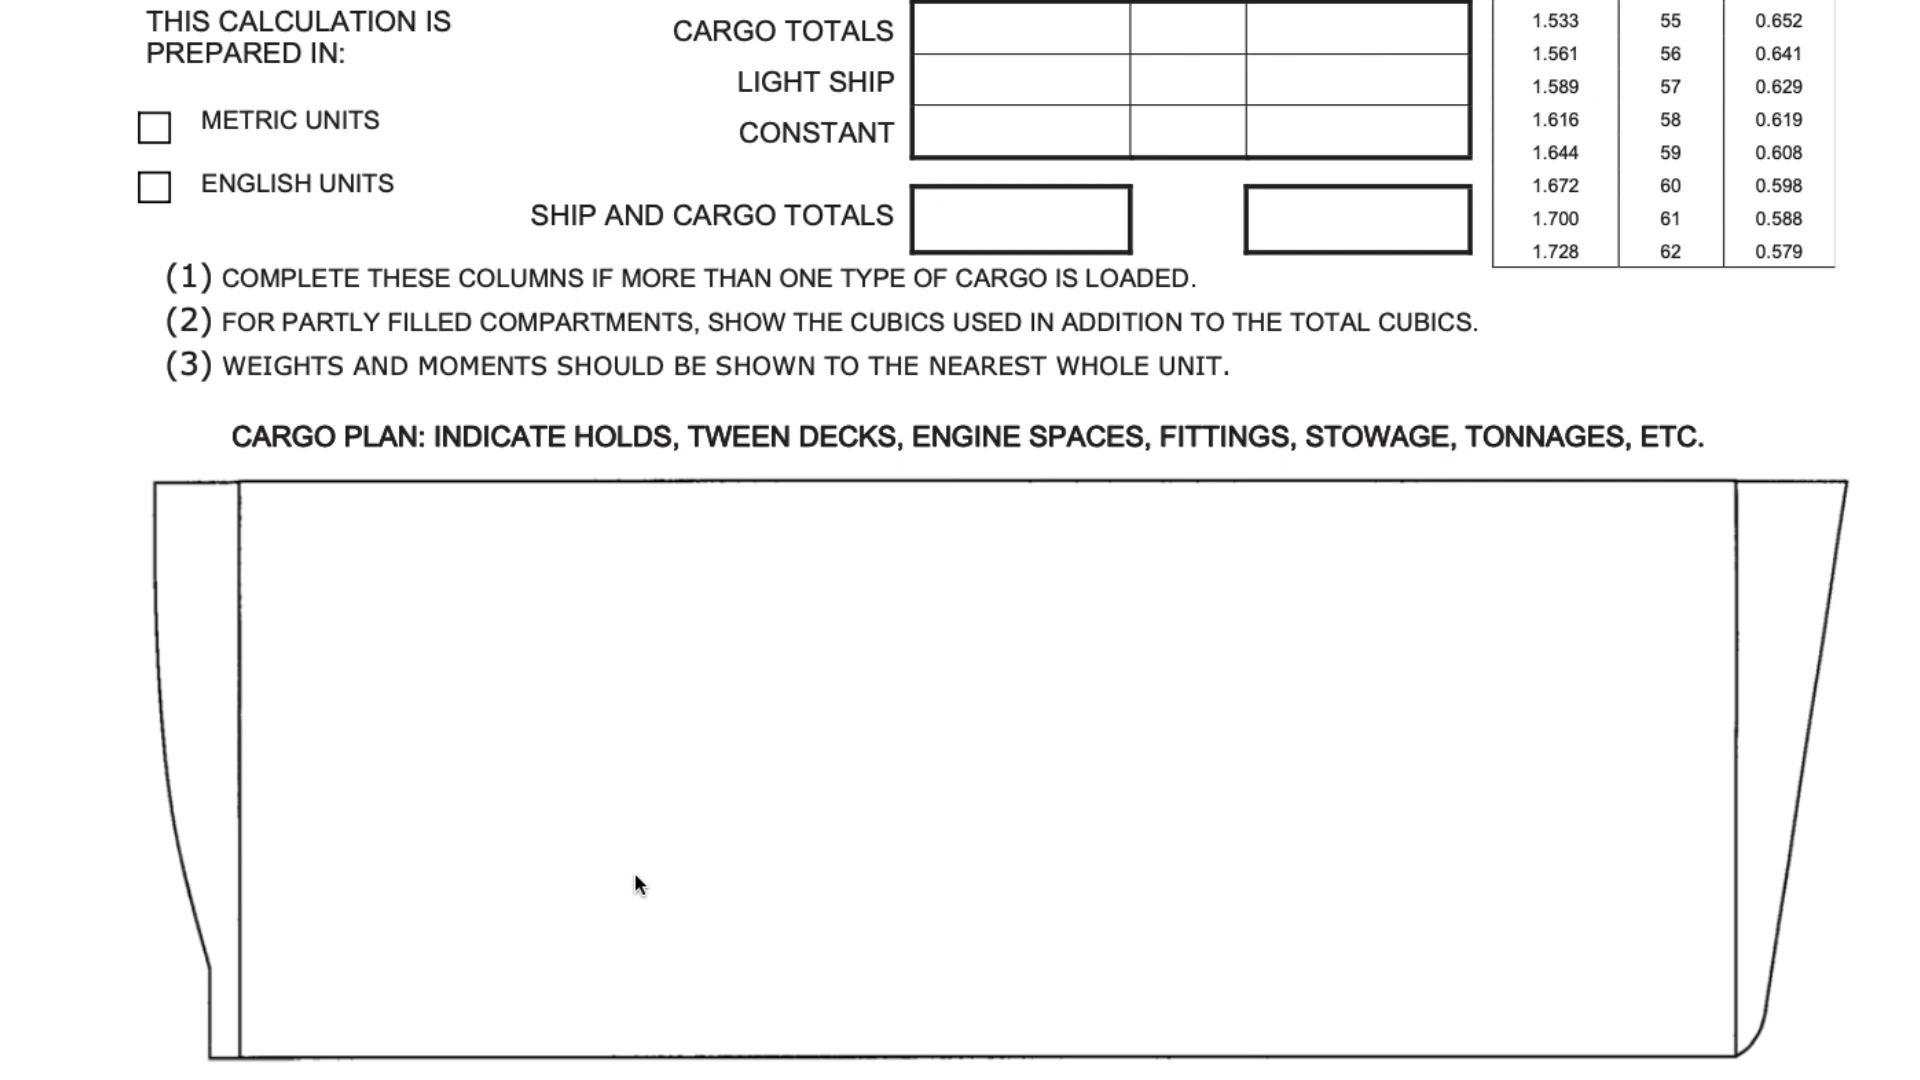 THIS CALCULATION IS
PREPARED IN:
METRIC UNITS
ENGLISH UNITS
CARGO TOTALS
LIGHT SHIP
CONSTANT
SHIP AND CARGO TOTALS
1.533 55 0.652
1.561 56 0.641
1.589 57 0.629
1.616 58 0.619
1.644 59 0.608
1.672 60 0.598
1.700 61 0.588
1.728 62 0.579
(1) COMPLETE THESE COLUMNS IF MORE THAN ONE TYPE OF CARGO IS LOADED.
(2) FOR PARTLY FILLED COMPARTMENTS, SHOW THE CUBICS USED IN ADDITION TO THE TOTAL CUBICS.
(3) WEIGHTS AND MOMENTS SHOULD BE SHOWN TO THE NEAREST WHOLE UNIT.
CARGO PLAN: INDICATE HOLDS, TWEEN DECKS, ENGINE SPACES, FITTINGS, STOWAGE, TONNAGES, ETC.